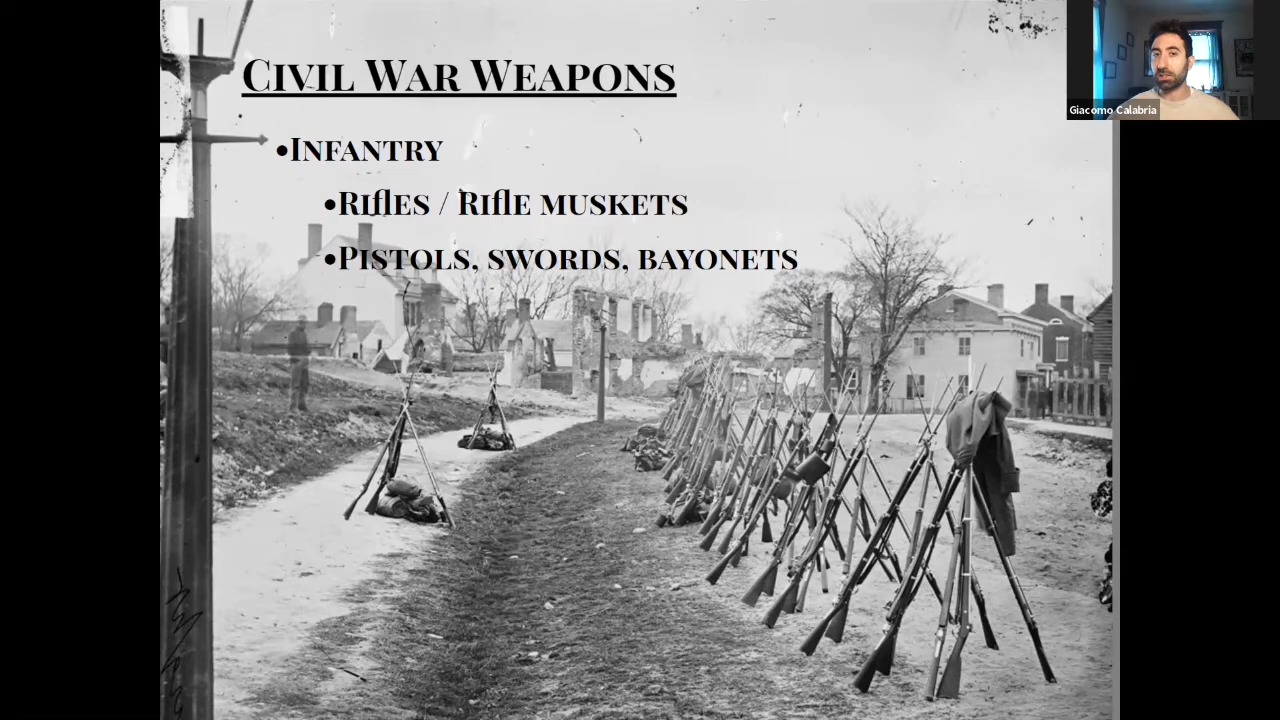 Civil War Weapons
•Infantry
•Rifles / Rifle muskets
•Pistols, swords, bayonets
Giacomo Calabria